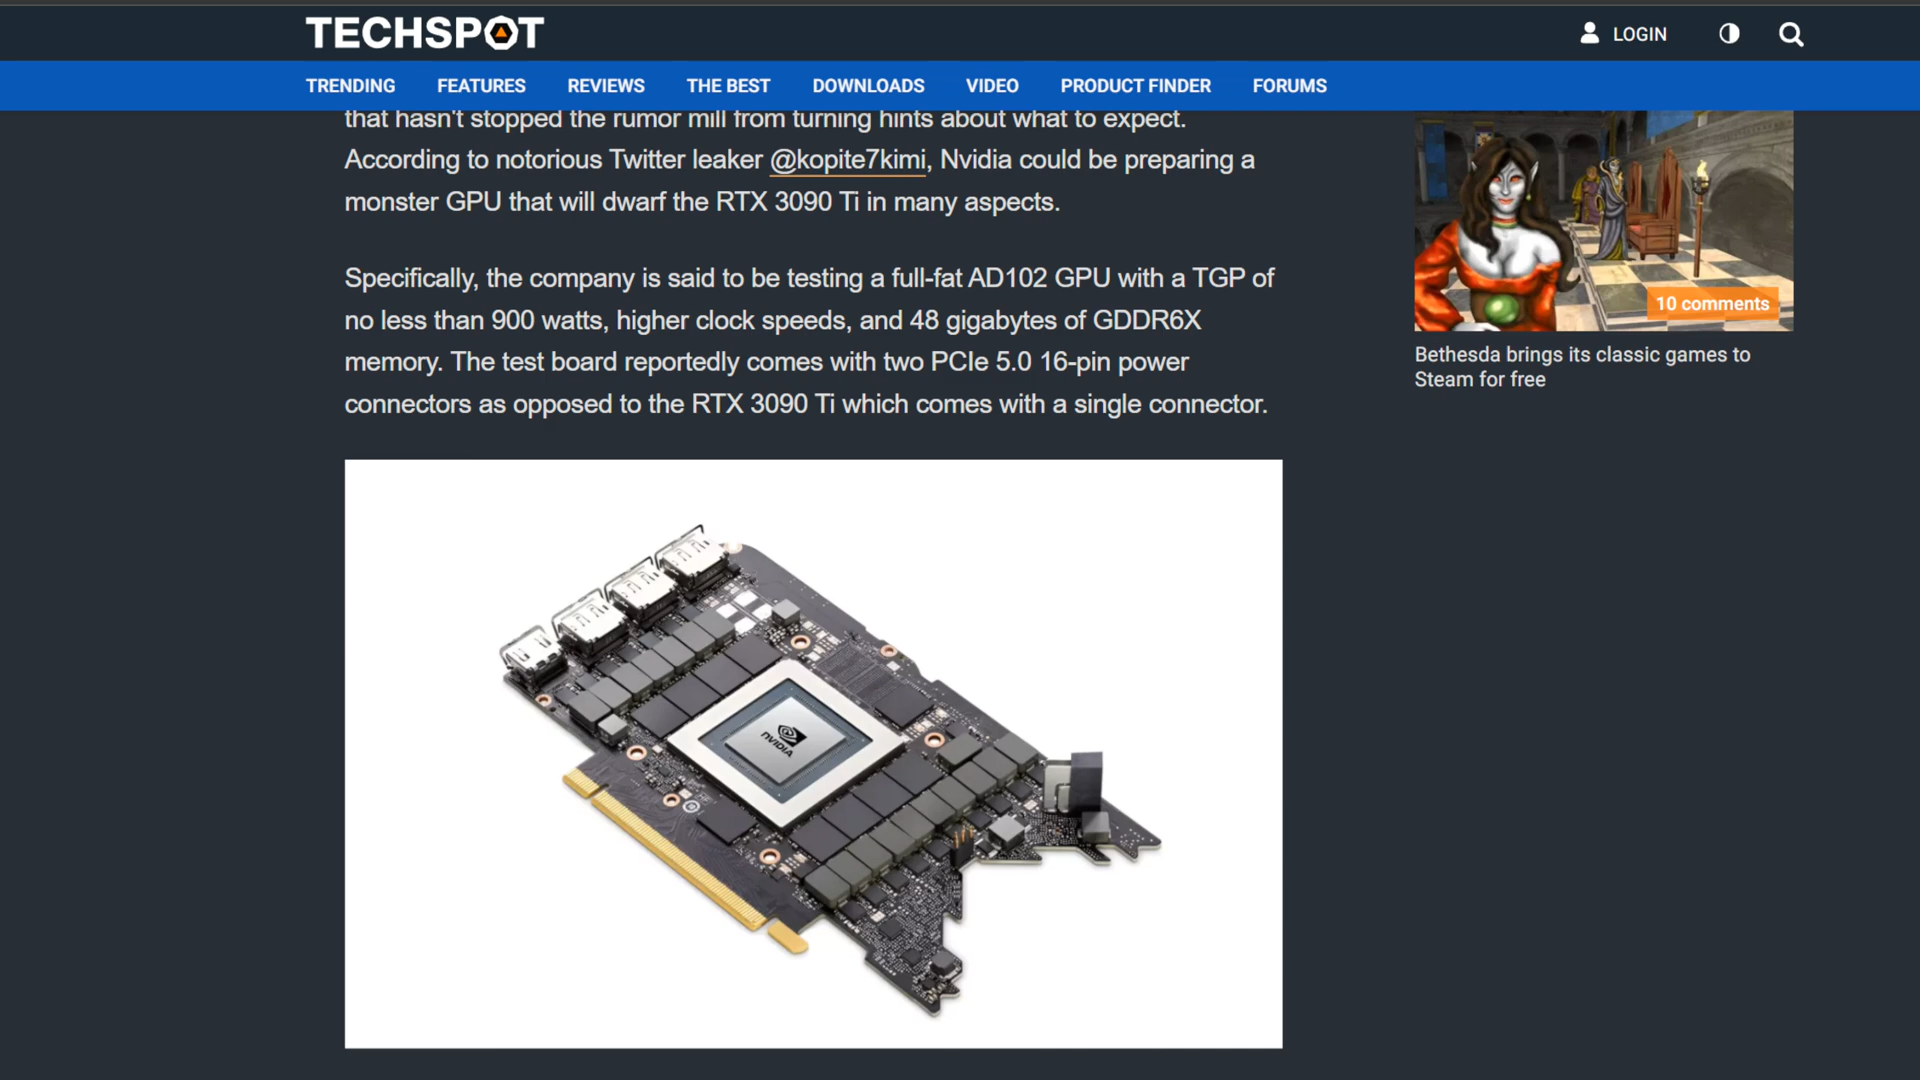 TECHSPOT
LOGIN
TRENDING FEATURES REVIEWS THE BEST DOWNLOADS VIDEO PRODUCT FINDER FORUMS
that hasn't stopped the rumor mill from turning hints about what to expect.
According to notorious Twitter leaker @kopite7kimi, Nvidia could be preparing a
monster GPU that will dwarf the RTX 3090 Ti in many aspects.
Specifically, the company is said to be testing a full-fat AD102 GPU with a TGP of
no less than 900 watts, higher clock speeds, and 48 gigabytes of GDDR6X
memory. The test board reportedly comes with two PCIe 5.0 16-pin power
connectors as opposed to the RTX 3090 Ti which comes with a single connector.
NVIDIA
10 comments
Bethesda brings its classic games to
Steam for free